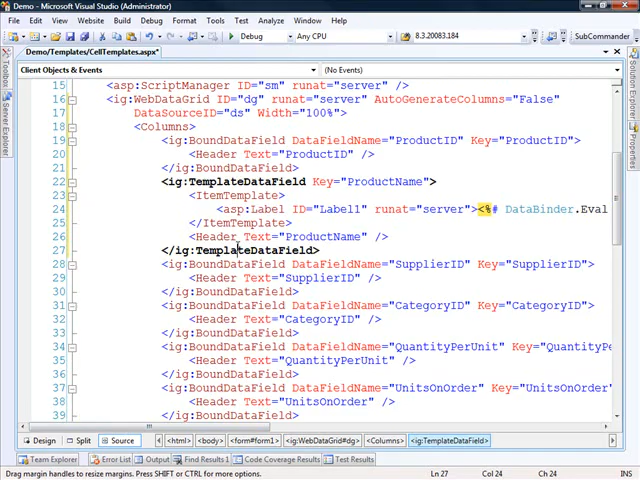 Demo - Microsoft Visual Studio (Administrator)
File Edit View Website Build Debug Format Tools Test Analyze Window Help
Debug Any CPU 8.3.20083.184 SubCommander
Demo/Templates/CellTemplates.aspx*
Client Objects & Events (No Events)
Toolbox
Server Explorer
Solution Explorer
Properties
15 <asp:ScriptManager ID="sm" runat="server" />
16 <ig:WebDataGrid ID="dg" runat="server" AutoGenerateColumns="False"
17 DataSourceID="ds" Width="100%">
18 <Columns>
19 <ig:BoundDataField DataFieldName="ProductID" Key="ProductID">
20 <Header Text="ProductID" />
21 </ig:BoundDataField>
22 <ig:TemplateDataField Key="ProductName">
23 <ItemTemplate>
24 <asp:Label ID="Label1" runat="server"><%# DataBinder.Eval
25 </ItemTemplate>
26 <Header Text="ProductName" />
27 </ig:TemplateDataField>
28 <ig:BoundDataField DataFieldName="SupplierID" Key="SupplierID">
29 <Header Text="SupplierID" />
30 </ig:BoundDataField>
31 <ig:BoundDataField DataFieldName="CategoryID" Key="CategoryID">
32 <Header Text="CategoryID" />
33 </ig:BoundDataField>
34 <ig:BoundDataField DataFieldName="QuantityPerUnit" Key="QuantityPe
35 <Header Text="QuantityPerUnit" />
36 </ig:BoundDataField>
37 <ig:BoundDataField DataFieldName="UnitsOnOrder" Key="UnitsOnOrder"
38 <Header Text="UnitsOnOrder" />
39 </ig:BoundDataField>
Design Split Source <html> <body> <form#form1> <ig:WebDataGrid#dg> <Columns> <ig:TemplateDataField>
Team Explorer Error List Output Find Results 1 Code Coverage Results Test Results
Drag margin handles to resize margins. Press SHIFT or CTRL for more options. Ln 27 Col 24 Ch 24 INS